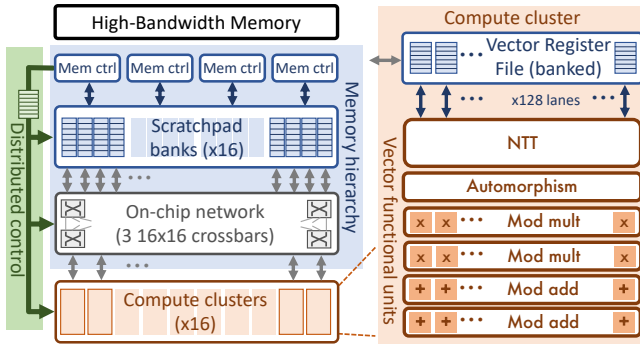 High-Bandwidth Memory
Mem ctrl
Mem ctrl
Mem ctrl
Mem ctrl
Scratchpad
banks (x16)
On-chip network
(3 16x16 crossbars)
Compute clusters
(x16)
Distributed control
Memory hierarchy
Compute cluster
Vector Register
File (banked)
x128 lanes
Vector functional units
NTT
Automorphism
x x ··· Mod mult x
x x ··· Mod mult x
+ + ··· Mod add +
+ + ··· Mod add +